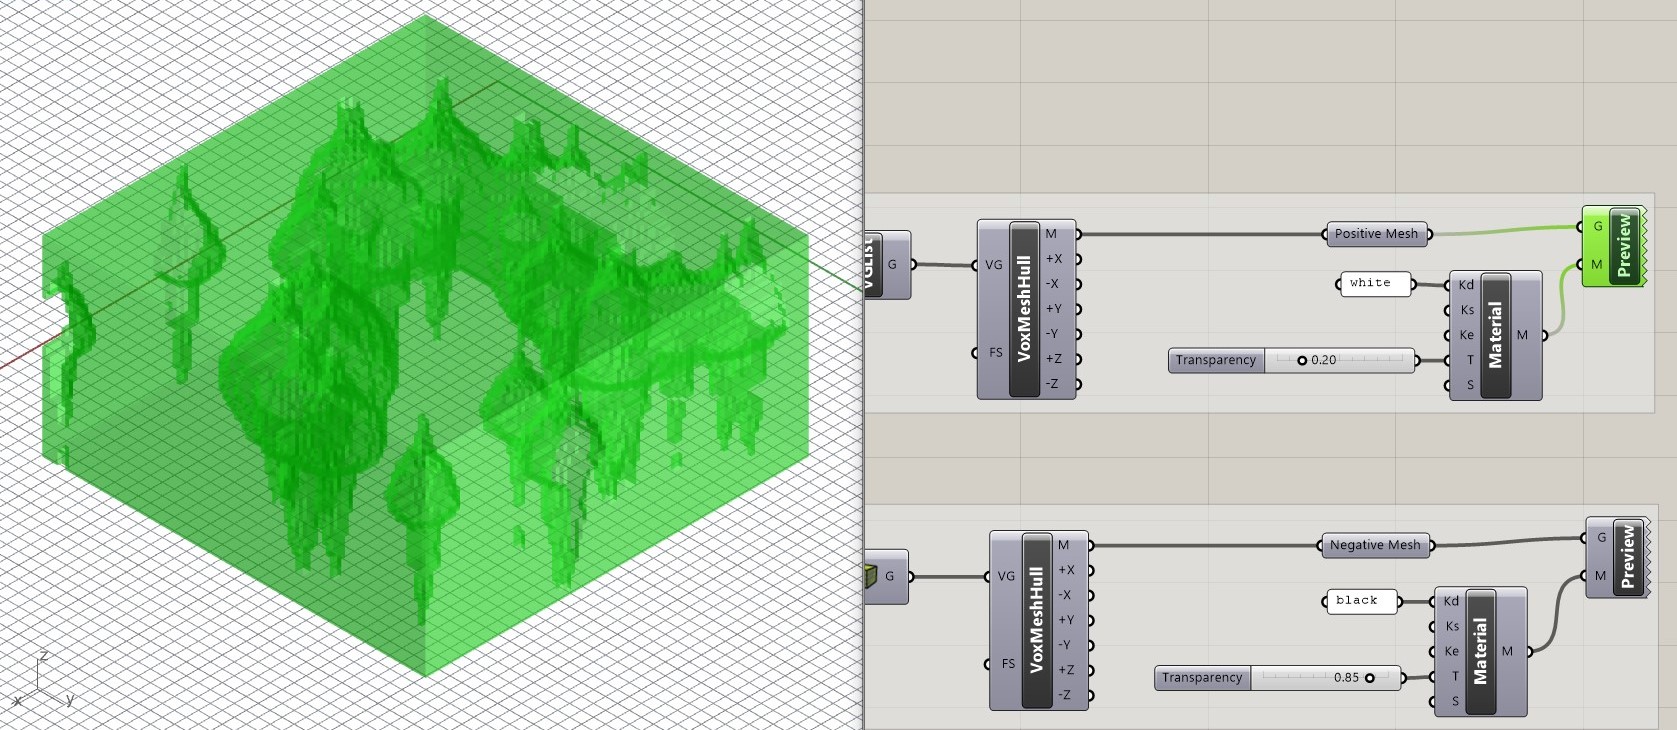 z
x
y
VGList
G
VG
FS
VoxMeshHull
M
+X
-X
+Y
-Y
+Z
-Z
Positive Mesh
white
Transparency
0.20
Kd
Ks
Ke
T
S
Material
M
G
M
Preview
G
VG
FS
VoxMeshHull
M
+X
-X
+Y
-Y
+Z
-Z
Negative Mesh
black
Transparency
0.85
Kd
Ks
Ke
T
S
Material
M
G
M
Preview